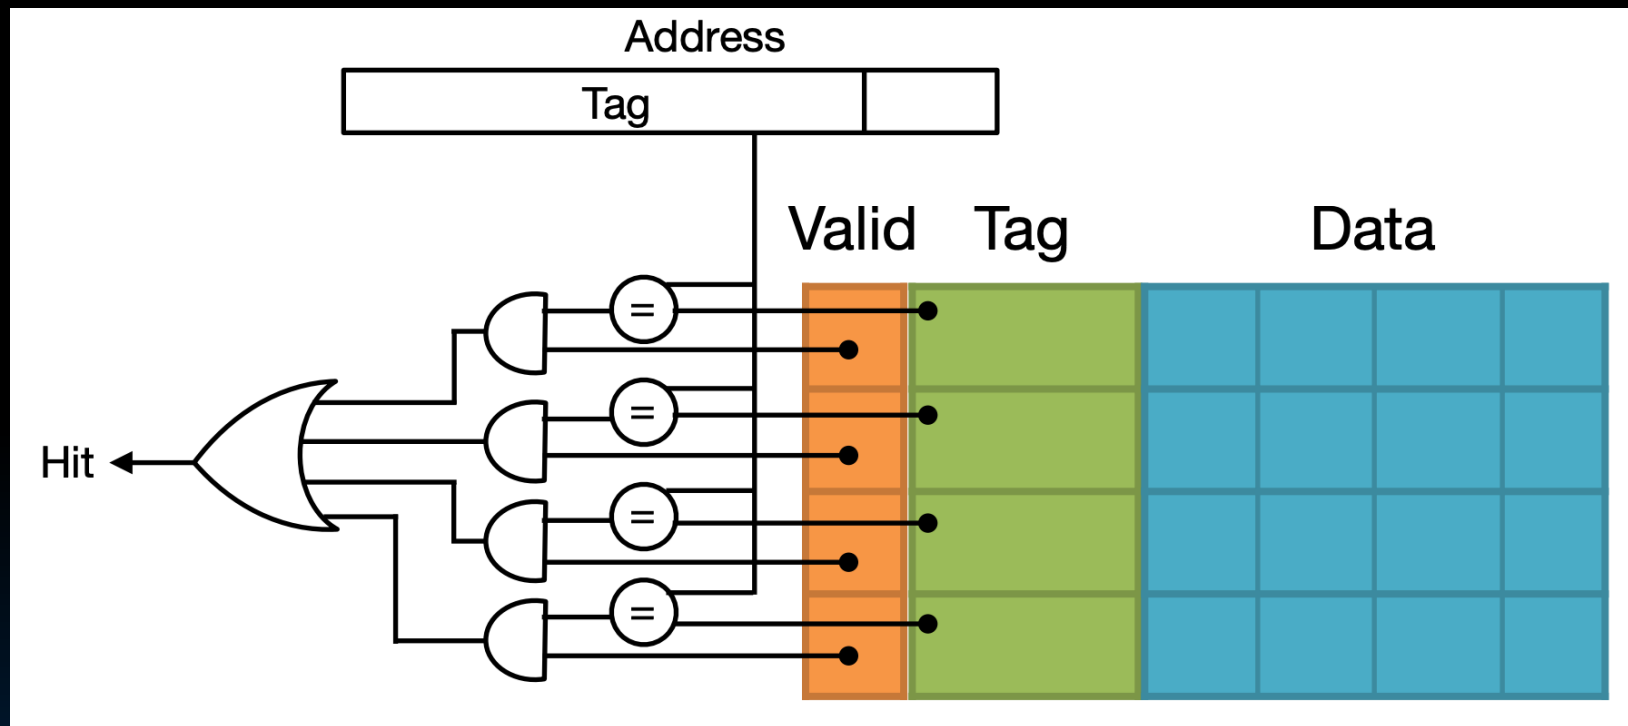 Address
Tag
Valid Tag Data
=
=
Hit
=
=